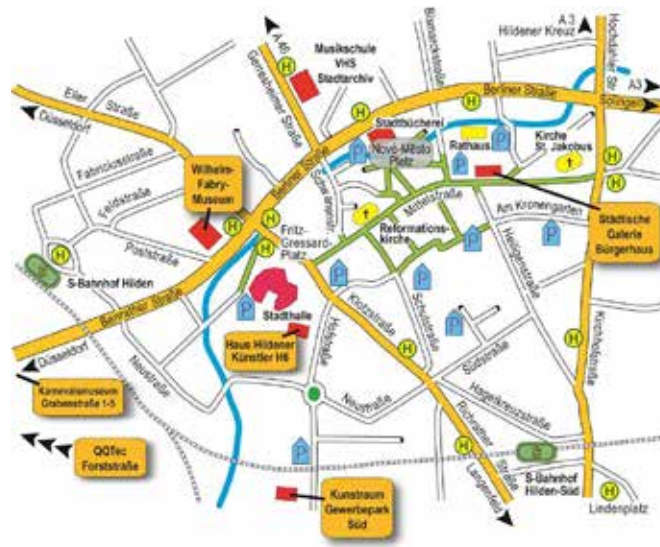 A 46
Gerresheimer Straße
Musikschule
VHS
Stadtarchiv
Bismarckstraße
A 3
Hildener Kreuz
Hochdahler Str.
A3
Solingen
Berliner Straße
Eller Straße
Düsseldorf
Fabriciusstraße
Feldstraße
Poststraße
Wilhelm-
Fabry-
Museum
Berliner Straße
Stadtbücherei
Nové-Město
Platz
Rathaus
Kirche
St. Jakobus
Schwanenstr.
Mittelstraße
Am Kronengarten
Städtische
Galerie
Bürgerhaus
Fritz-
Gressard-
Platz
Reformations-
kirche
Heiligenstraße
S-Bahnhof Hilden
Benrather Straße
Stadthalle
Haus Hildener
Künstler H6
Hofstraße
Klotzstraße
Schulstraße
Südstraße
Kirchhofstraße
Düsseldorf
Neustraße
Neustraße
Hagelkreuzstraße
Grabenstraße 1-5
QQTec
Forststraße
Richrather Straße
Langenfeld
S-Bahnhof
Hilden-Süd
Lindenplatz
Kunstraum
Gewerbepark
Süd